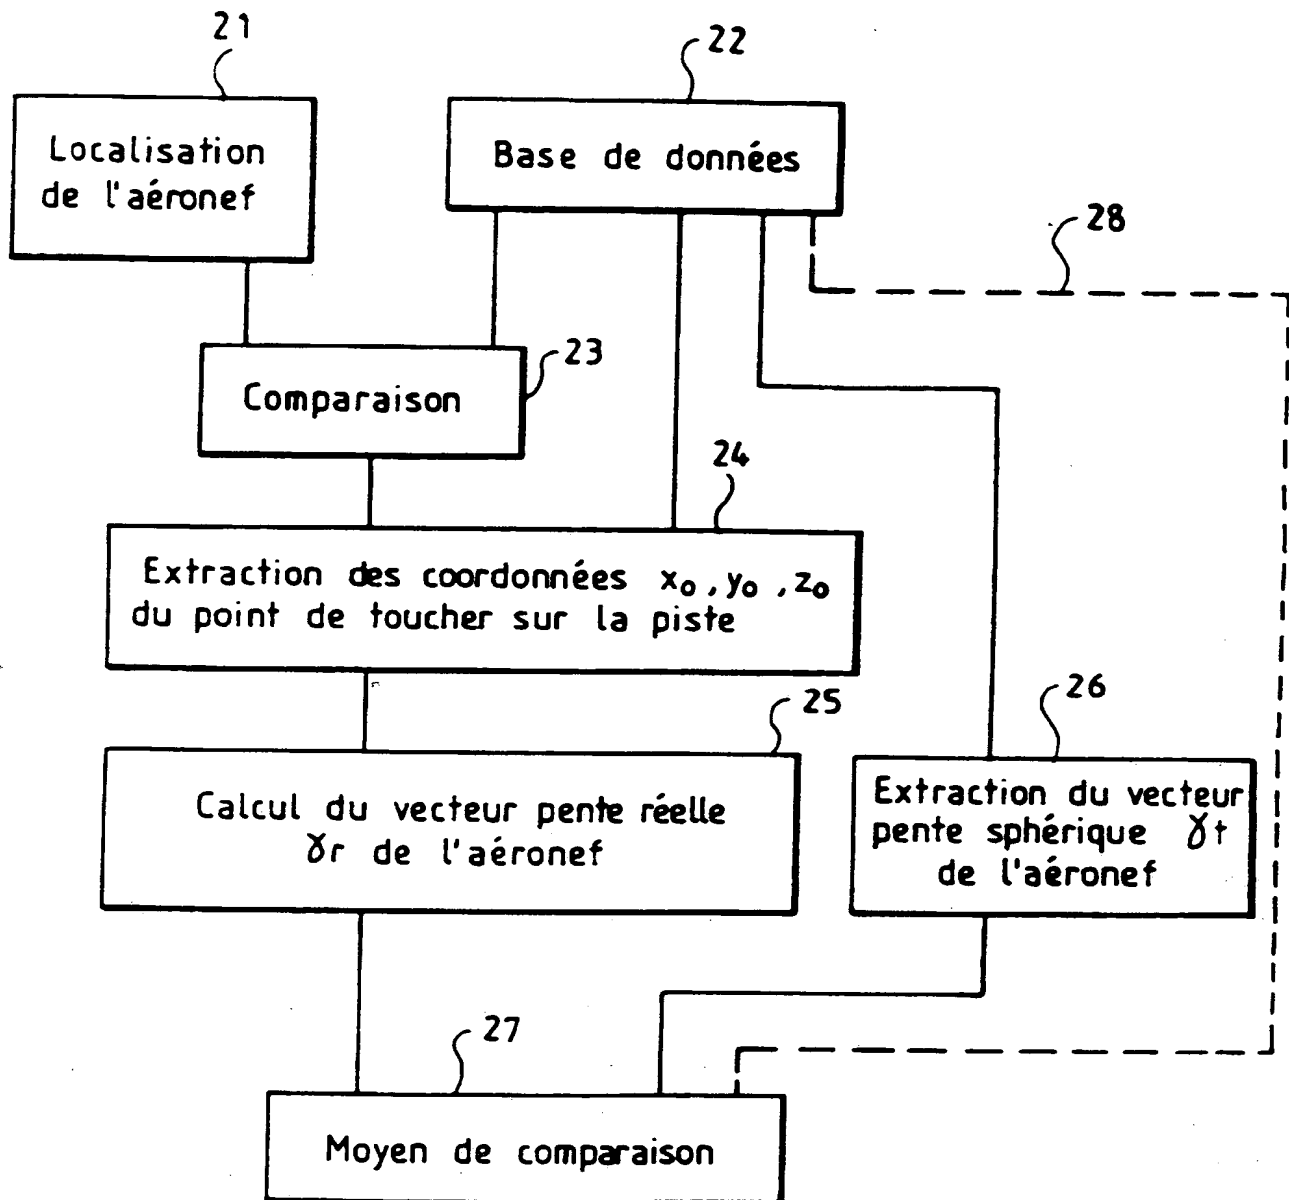 21
22
Localisation
de l'aéronef
Base de données
28
23
Comparaison
24
Extraction des coordonnées x₀, y₀, z₀
du point de toucher sur la piste
25
26
Calcul du vecteur pente réelle
γr de l'aéronef
Extraction du vecteur
pente sphérique γt
de l'aéronef
27
Moyen de comparaison